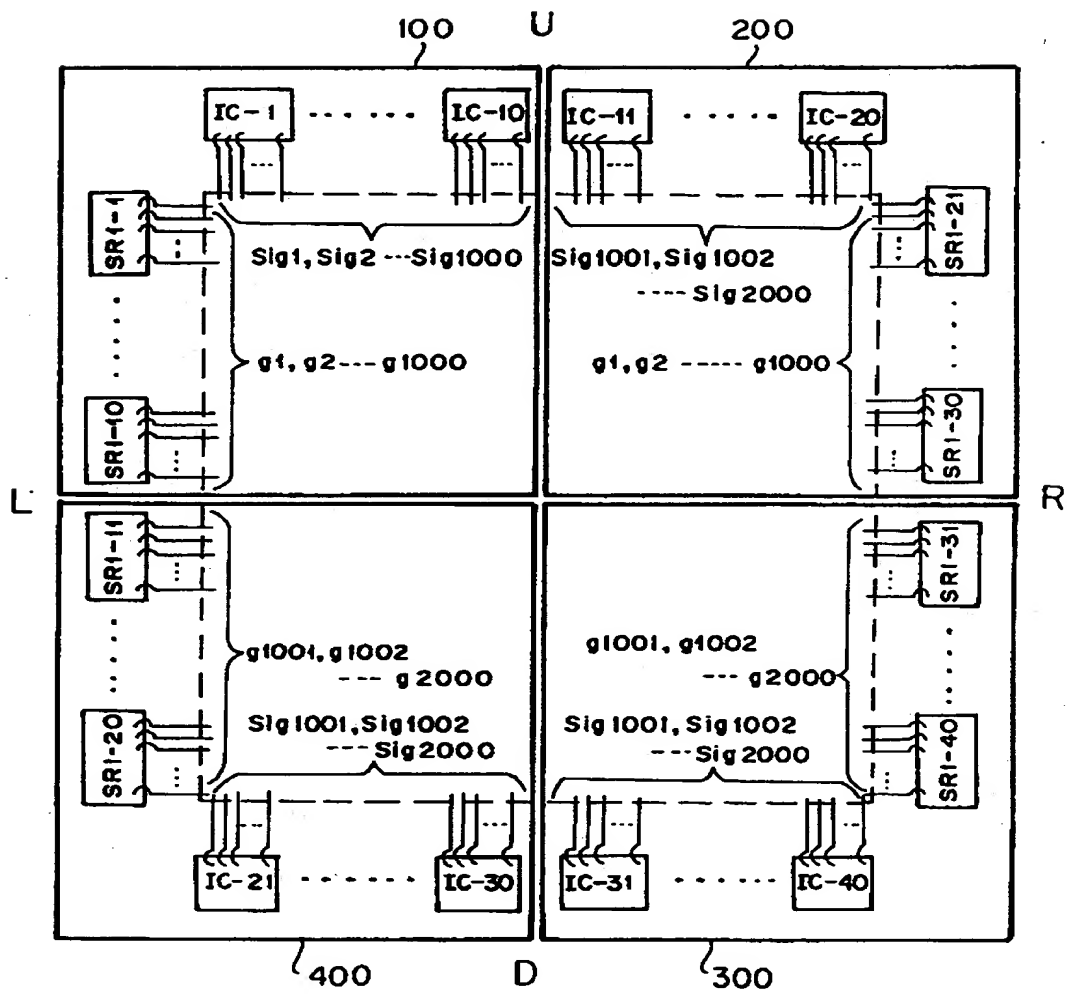 100 U 200
IC-1 ······ IC-10 IC-11 ······ IC-20
SR1-1 SR1-21
Sig1, Sig2 ---Sig1000 Sig1001, Sig1002
---- Sig2000
g1, g2 ---- g1000 g1, g2 ----- g1000
SR1-10 SR1-30
L R
SR1-11 SR1-31
g1001, g1002 g1001, g1002
--- g2000 --- g2000
SR1-20 SR1-40
Sig1001, Sig1002 Sig1001, Sig1002
---Sig2000 ---Sig2000
IC-21 ······· IC-30 IC-31 ······ IC-40
400 D 300